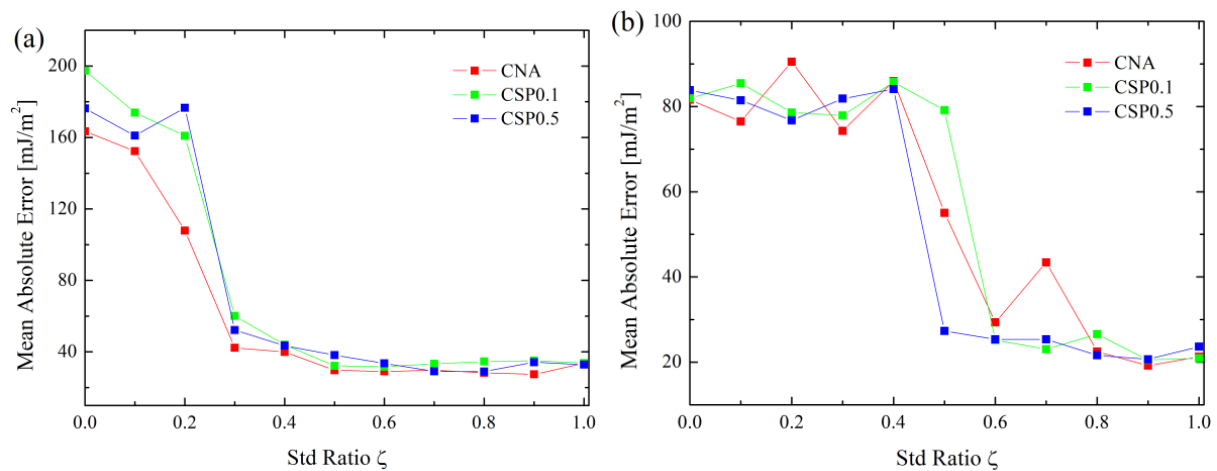 (a)
200
160
120
80
40
0.0 0.2 0.4 0.6 0.8 1.0
Mean Absolute Error [mJ/m²]
Std Ratio ζ
CNA
CSP0.1
CSP0.5
(b)
100
80
60
40
20
0.0 0.2 0.4 0.6 0.8 1.0
Mean Absolute Error [mJ/m²]
Std Ratio ζ
CNA
CSP0.1
CSP0.5